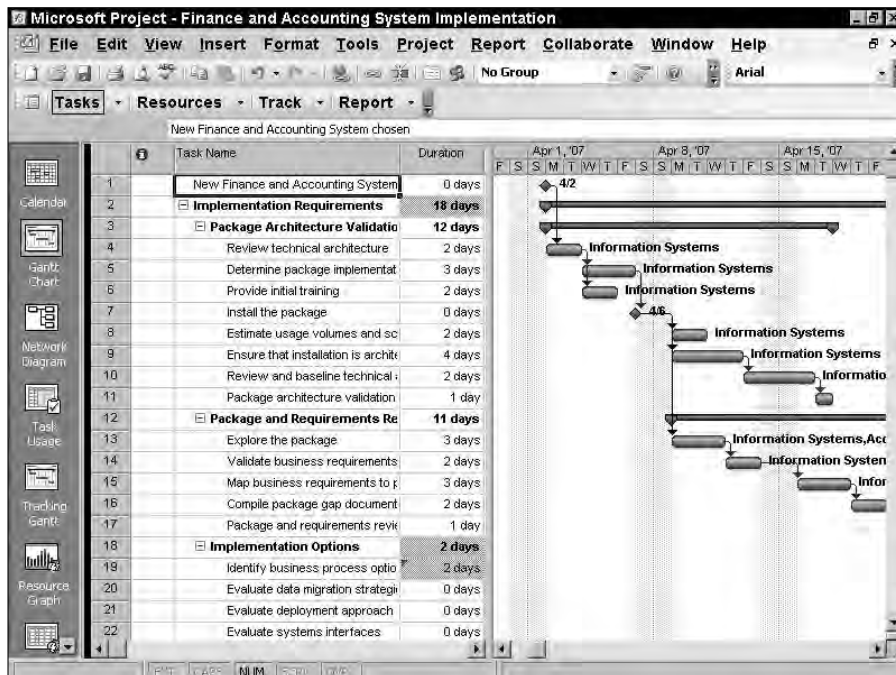 Microsoft Project - Finance and Accounting System Implementation
File Edit View Insert Format Tools Project Report Collaborate Window Help
No Group Arial
Tasks Resources Track Report
New Finance and Accounting System chosen
Task Name Duration Apr 1, '07 Apr 8, '07 Apr 15, '07
F S S M T W T F S S M T W T F S S M T W T F
1 New Finance and Accounting System 0 days 4/2
2 Implementation Requirements 18 days
3 Package Architecture Validatio 12 days
4 Review technical architecture 2 days Information Systems
5 Determine package implementat 3 days Information Systems
6 Provide initial training 2 days Information Systems
7 Install the package 0 days 4/6
8 Estimate usage volumes and sc 2 days Information Systems
9 Ensure that installation is archite 4 days Information Systems
10 Review and baseline technical 2 days Informatio
11 Package architecture validation 1 day
12 Package and Requirements Re 11 days
13 Explore the package 3 days Information Systems,Acc
14 Validate business requirements 2 days Information System
15 Map business requirements to p 3 days Infor
16 Compile package gap document 2 days
17 Package and requirements revie 1 day
18 Implementation Options 2 days
19 Identify business process optio 2 days
20 Evaluate data migration strategi 0 days
21 Evaluate deployment approach 0 days
22 Evaluate systems interfaces 0 days
Calendar
Gantt
Chart
Network
Diagram
Task
Usage
Tracking
Gantt
Resource
Graph
EXT CAPS NUM SCRL OVR